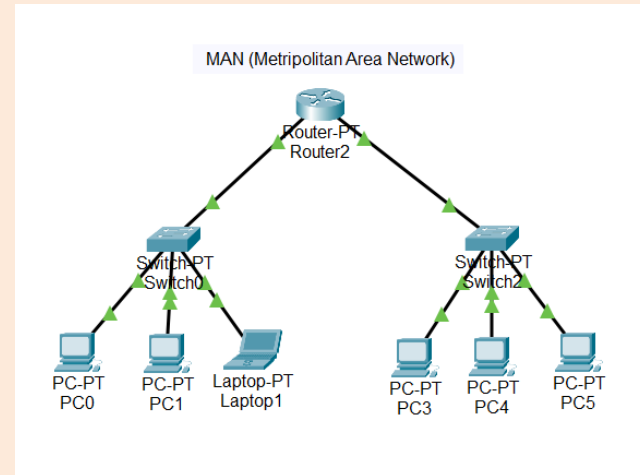 MAN (Metripolitan Area Network)
Router-PT
Router2
Switch-PT
Switch0
Switch-PT
Switch2
PC-PT
PC0
PC-PT
PC1
Laptop-PT
Laptop1
PC-PT
PC3
PC-PT
PC4
PC-PT
PC5